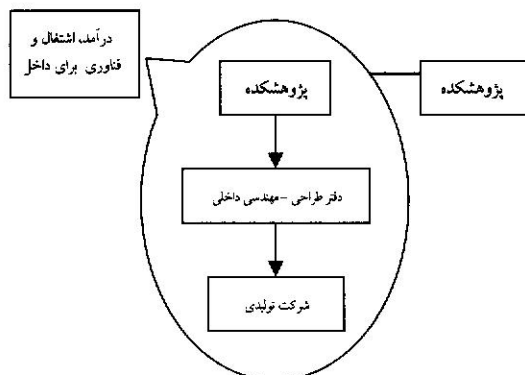 درآمد، اشتغال و
فناوری برای داخل
پژوهشکده
پژوهشکده
دفتر طراحی -مهندسی داخلی
شرکت تولیدی